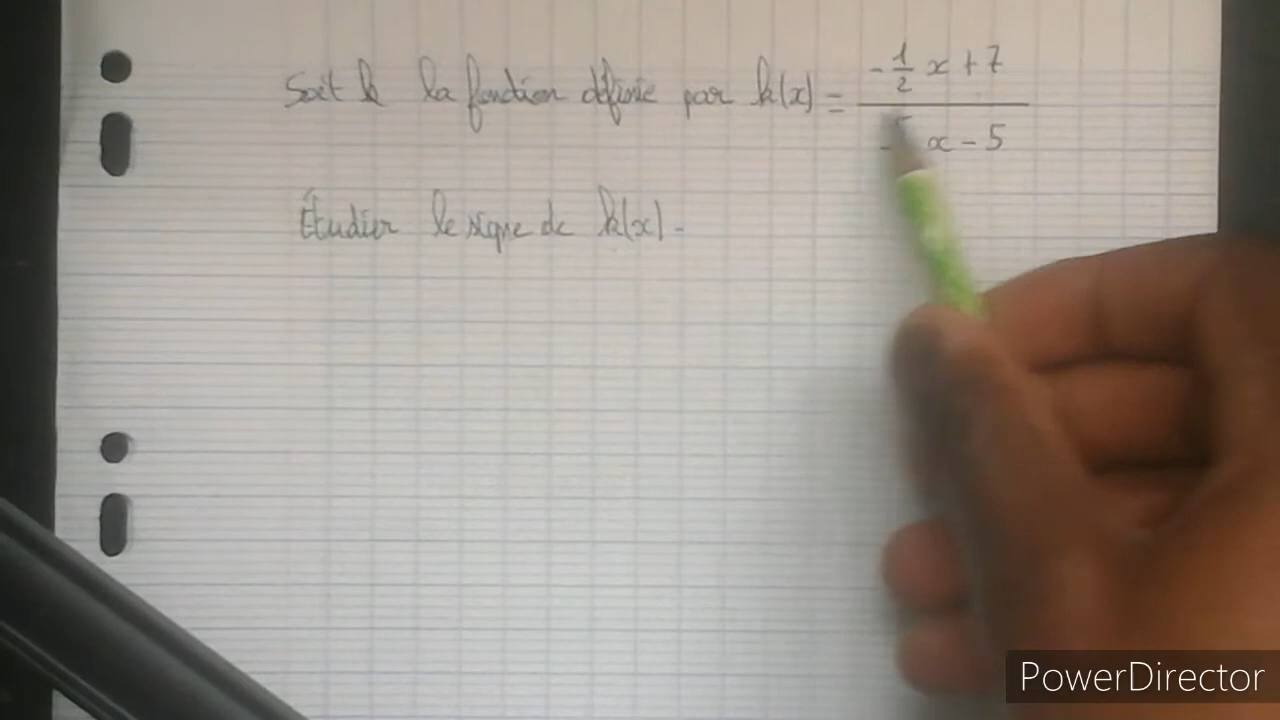 Soit k la fonction définie par k(x) = (-1/2 x + 7)/(- x - 5)
Étudier le signe de k(x).
PowerDirector